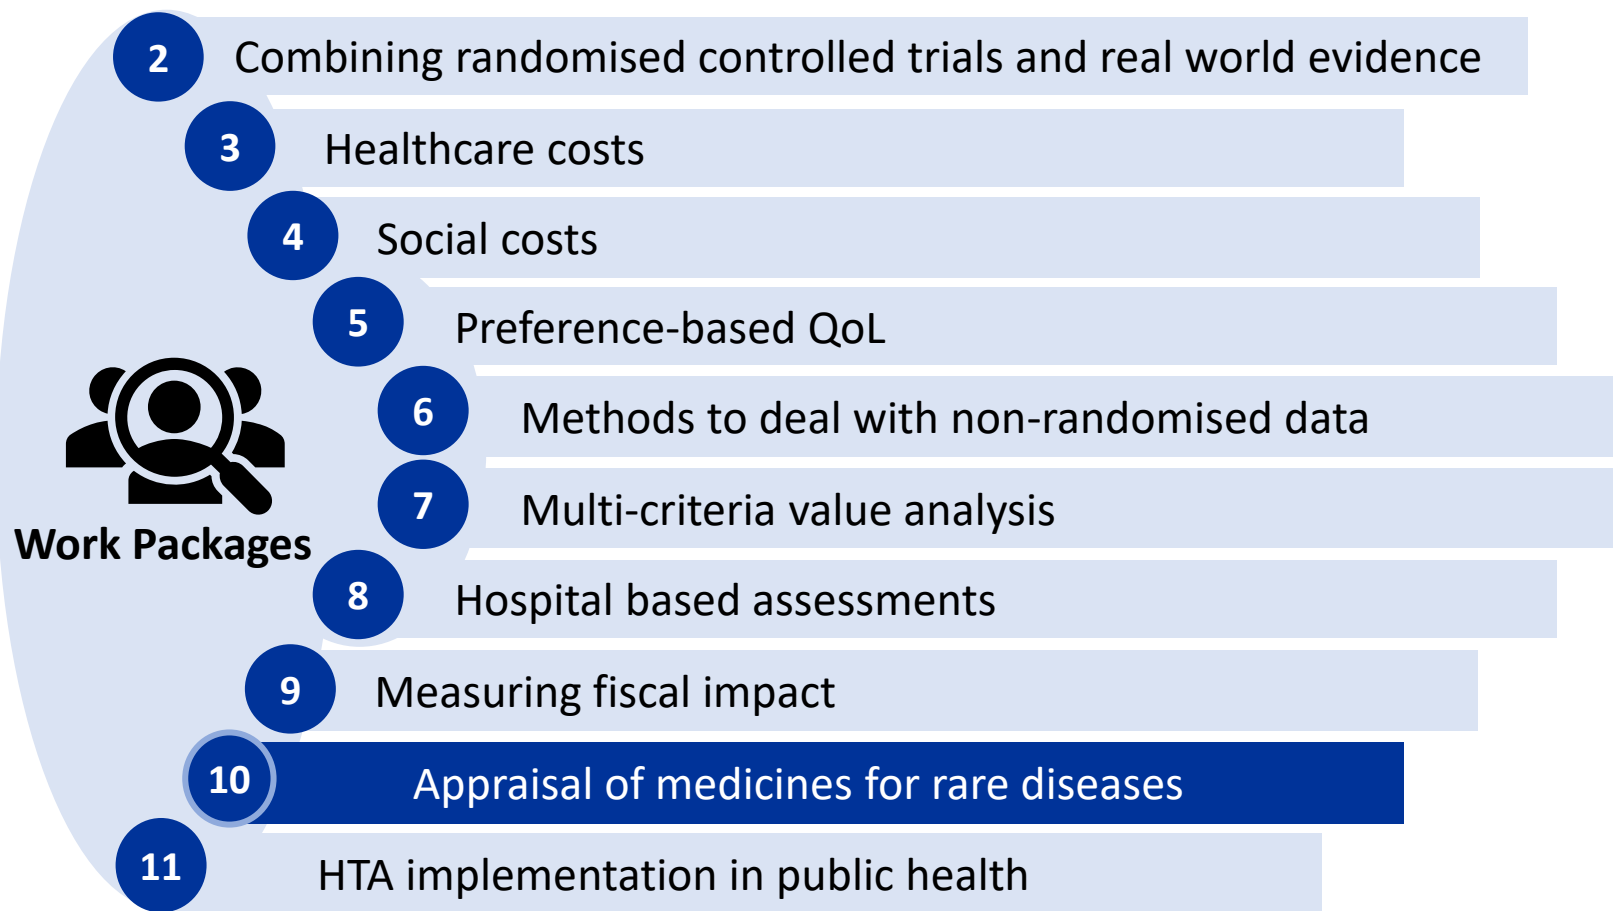 2 Combining randomised controlled trials and real world evidence
3 Healthcare costs
4 Social costs
5 Preference-based QoL
6 Methods to deal with non-randomised data
7 Multi-criteria value analysis
Work Packages
8 Hospital based assessments
9 Measuring fiscal impact
10 Appraisal of medicines for rare diseases
11 HTA implementation in public health